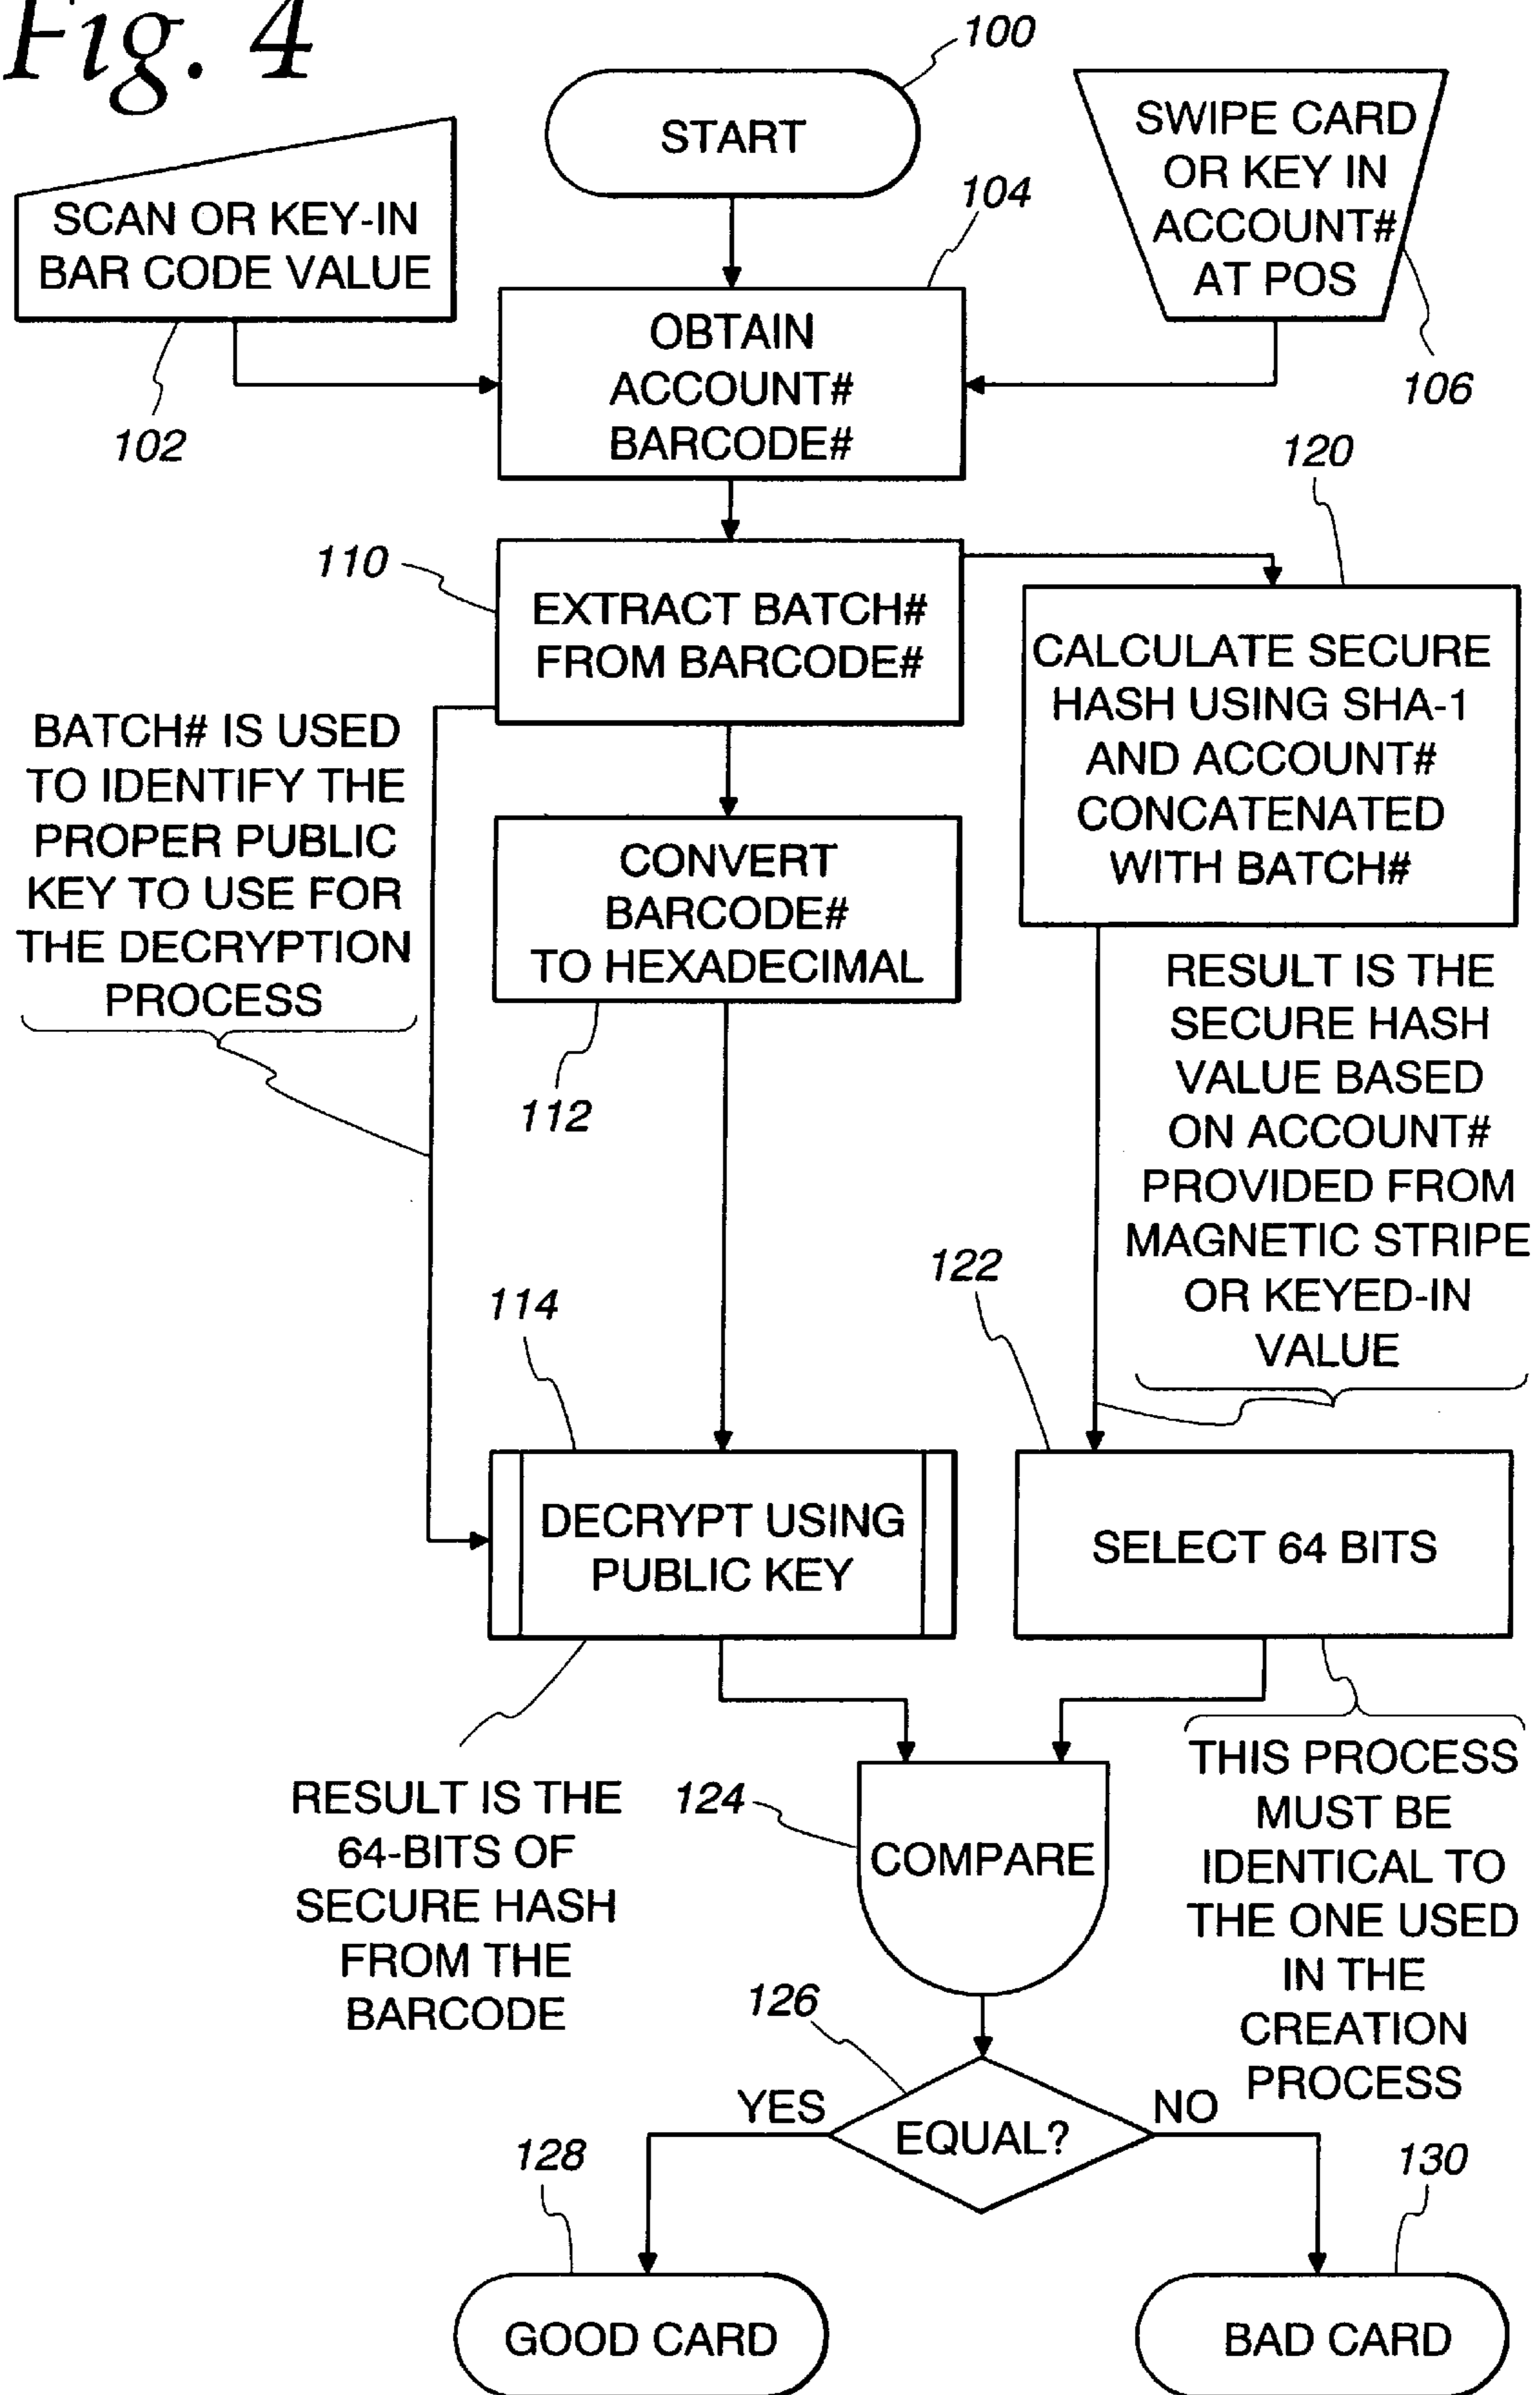 Fig. 4
100
START
SWIPE CARD
OR KEY IN
ACCOUNT#
AT POS
106
SCAN OR KEY-IN
BAR CODE VALUE
102
104
OBTAIN
ACCOUNT#
BARCODE#
110
EXTRACT BATCH#
FROM BARCODE#
120
CALCULATE SECURE
HASH USING SHA-1
AND ACCOUNT#
CONCATENATED
WITH BATCH#
BATCH# IS USED
TO IDENTIFY THE
PROPER PUBLIC
KEY TO USE FOR
THE DECRYPTION
PROCESS
CONVERT
BARCODE#
TO HEXADECIMAL
112
RESULT IS THE
SECURE HASH
VALUE BASED
ON ACCOUNT#
PROVIDED FROM
MAGNETIC STRIPE
OR KEYED-IN
VALUE
114
DECRYPT USING
PUBLIC KEY
122
SELECT 64 BITS
RESULT IS THE
64-BITS OF
SECURE HASH
FROM THE
BARCODE
124
COMPARE
THIS PROCESS
MUST BE
IDENTICAL TO
THE ONE USED
IN THE
CREATION
PROCESS
126
YES
EQUAL?
NO
128
GOOD CARD
130
BAD CARD